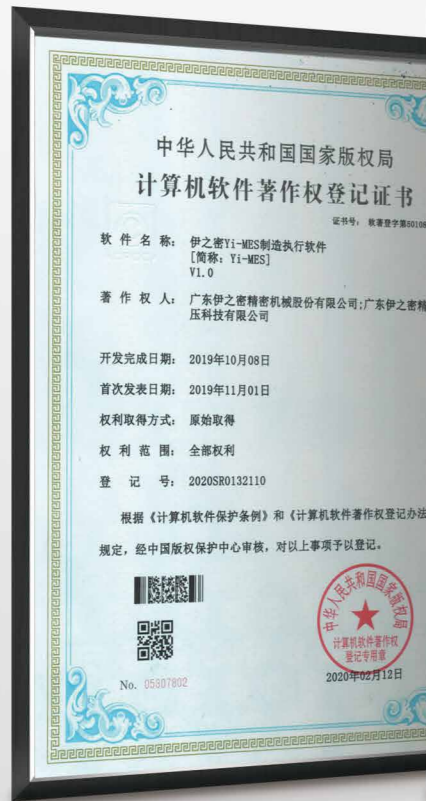 中华人民共和国国家版权局
计算机软件著作权登记证书
证书号: 软著登字第50108
软件名称: 伊之密Yi-MES制造执行软件
[简称: Yi-MES]
V1.0
著作权人: 广东伊之密精密机械股份有限公司;广东伊之密精
压科技有限公司
开发完成日期: 2019年10月08日
首次发表日期: 2019年11月01日
权利取得方式: 原始取得
权利范围: 全部权利
登记号: 2020SR0132110
根据《计算机软件保护条例》和《计算机软件著作权登记办法
规定,经中国版权保护中心审核,对以上事项予以登记。
中华人民共和国国家版权局
计算机软件著作权
登记专用章
No. 05307802
2020年02月12日